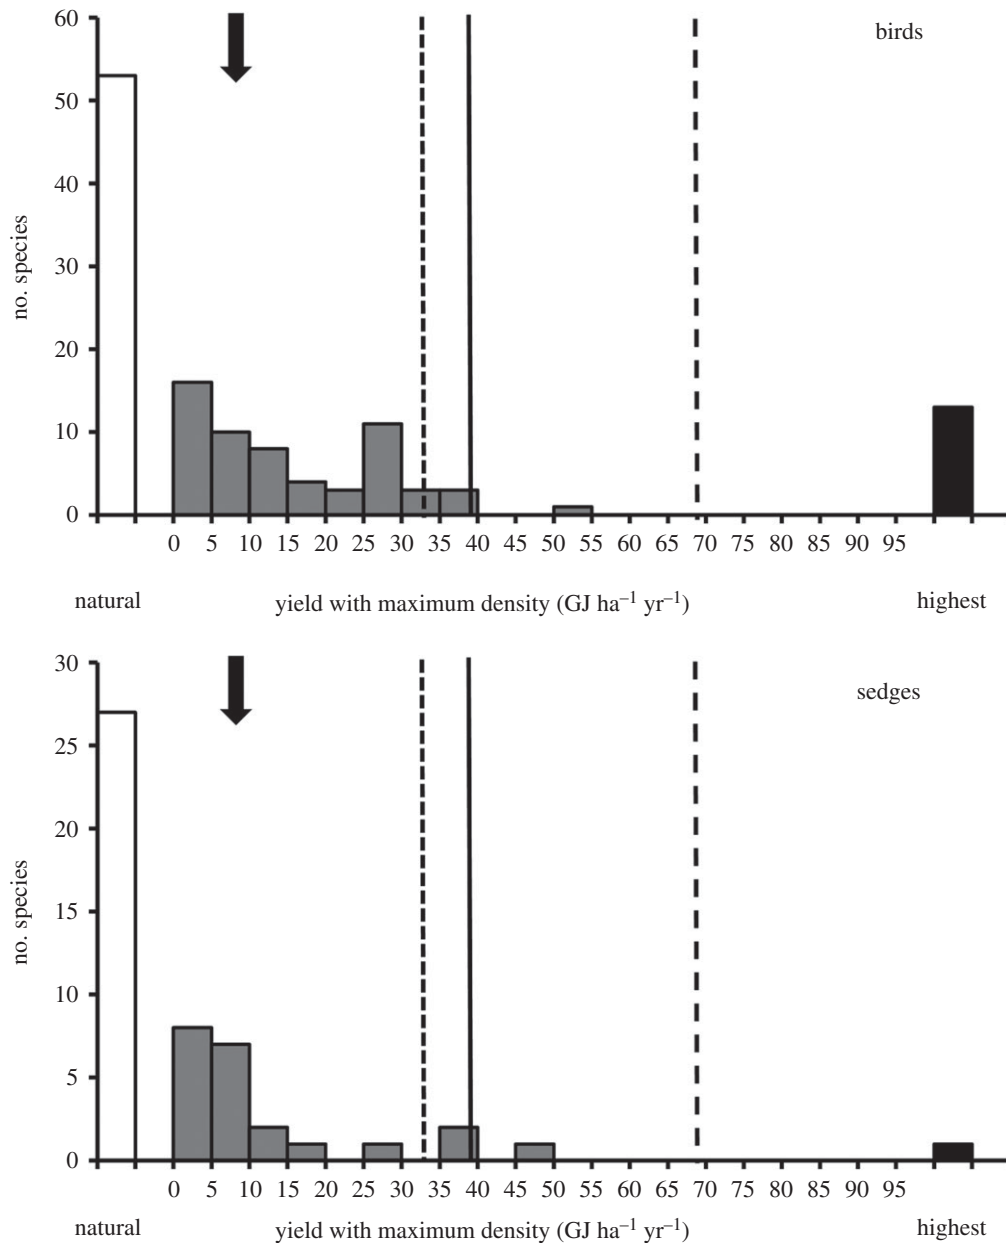 birds
60
50
40
30
20
10
0
no. species
0 5 10 15 20 25 30 35 40 45 50 55 60 65 70 75 80 85 90 95
natural yield with maximum density (GJ ha⁻¹ yr⁻¹) highest
sedges
30
25
20
15
10
5
0
no. species
0 5 10 15 20 25 30 35 40 45 50 55 60 65 70 75 80 85 90 95
natural yield with maximum density (GJ ha⁻¹ yr⁻¹) highest